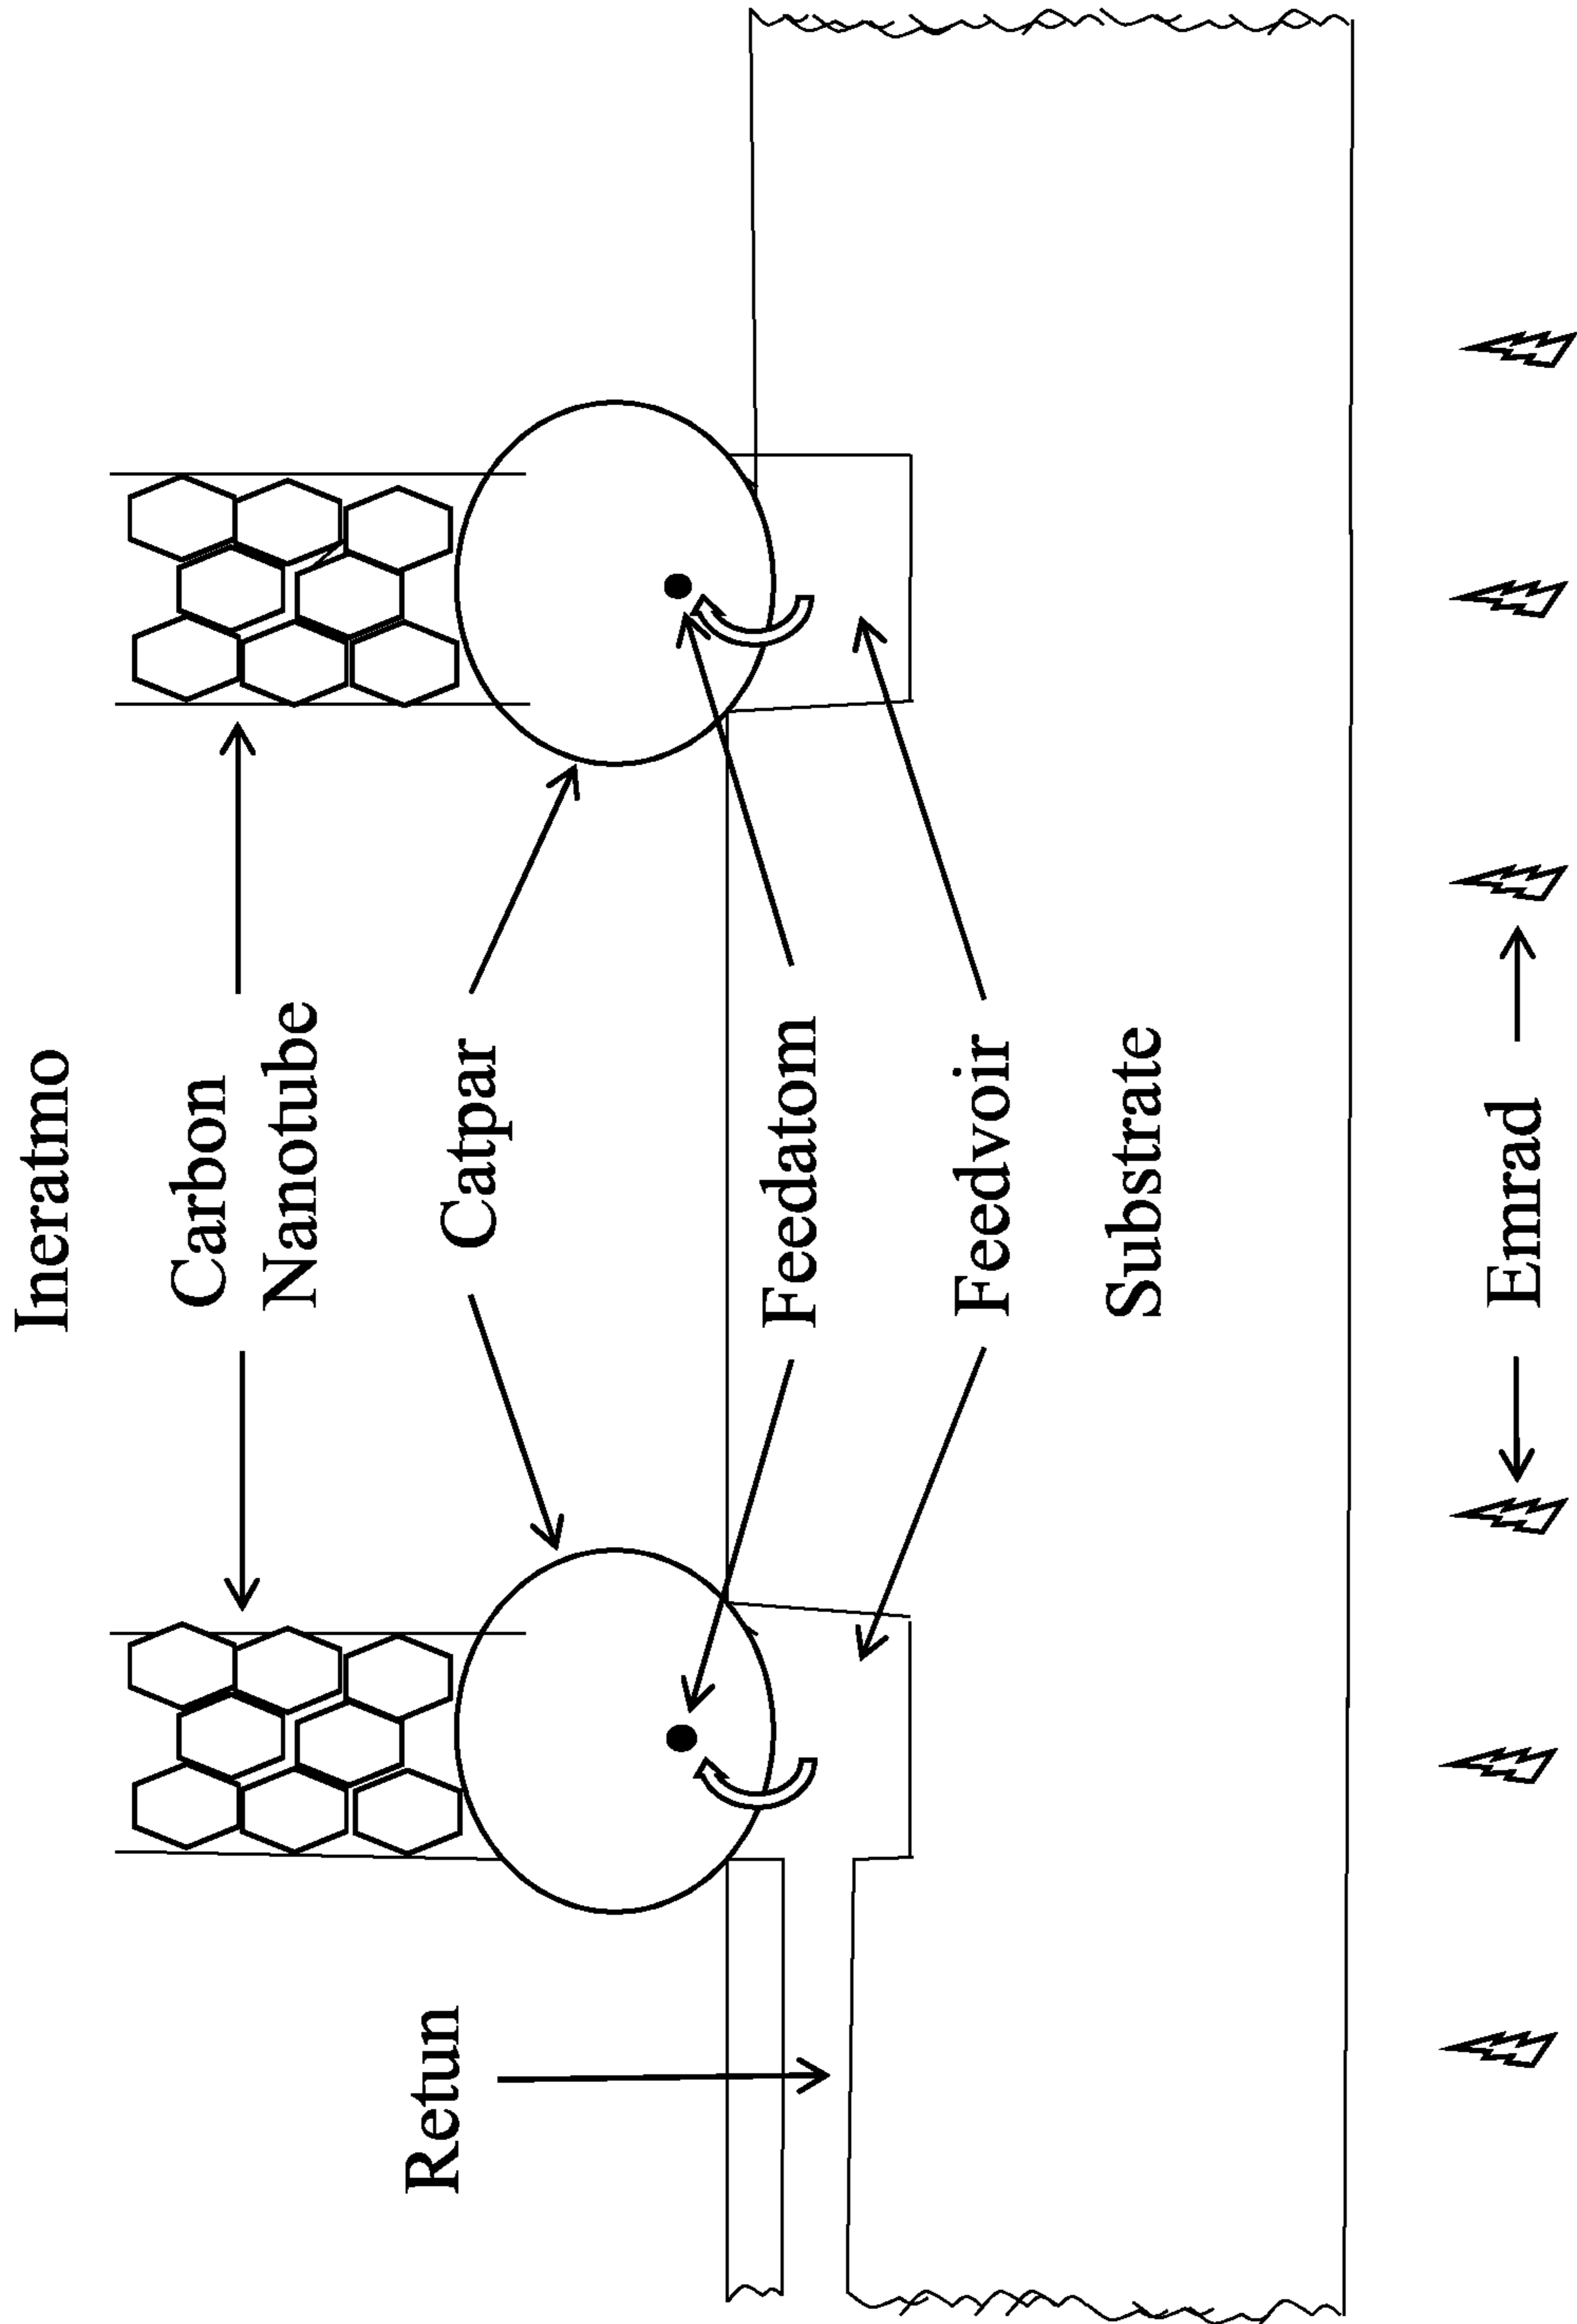 Ineratmo
Carbon
Nanotube
Retun
Catpar
Feedatom
Feedvoir
Substrate
Emrad